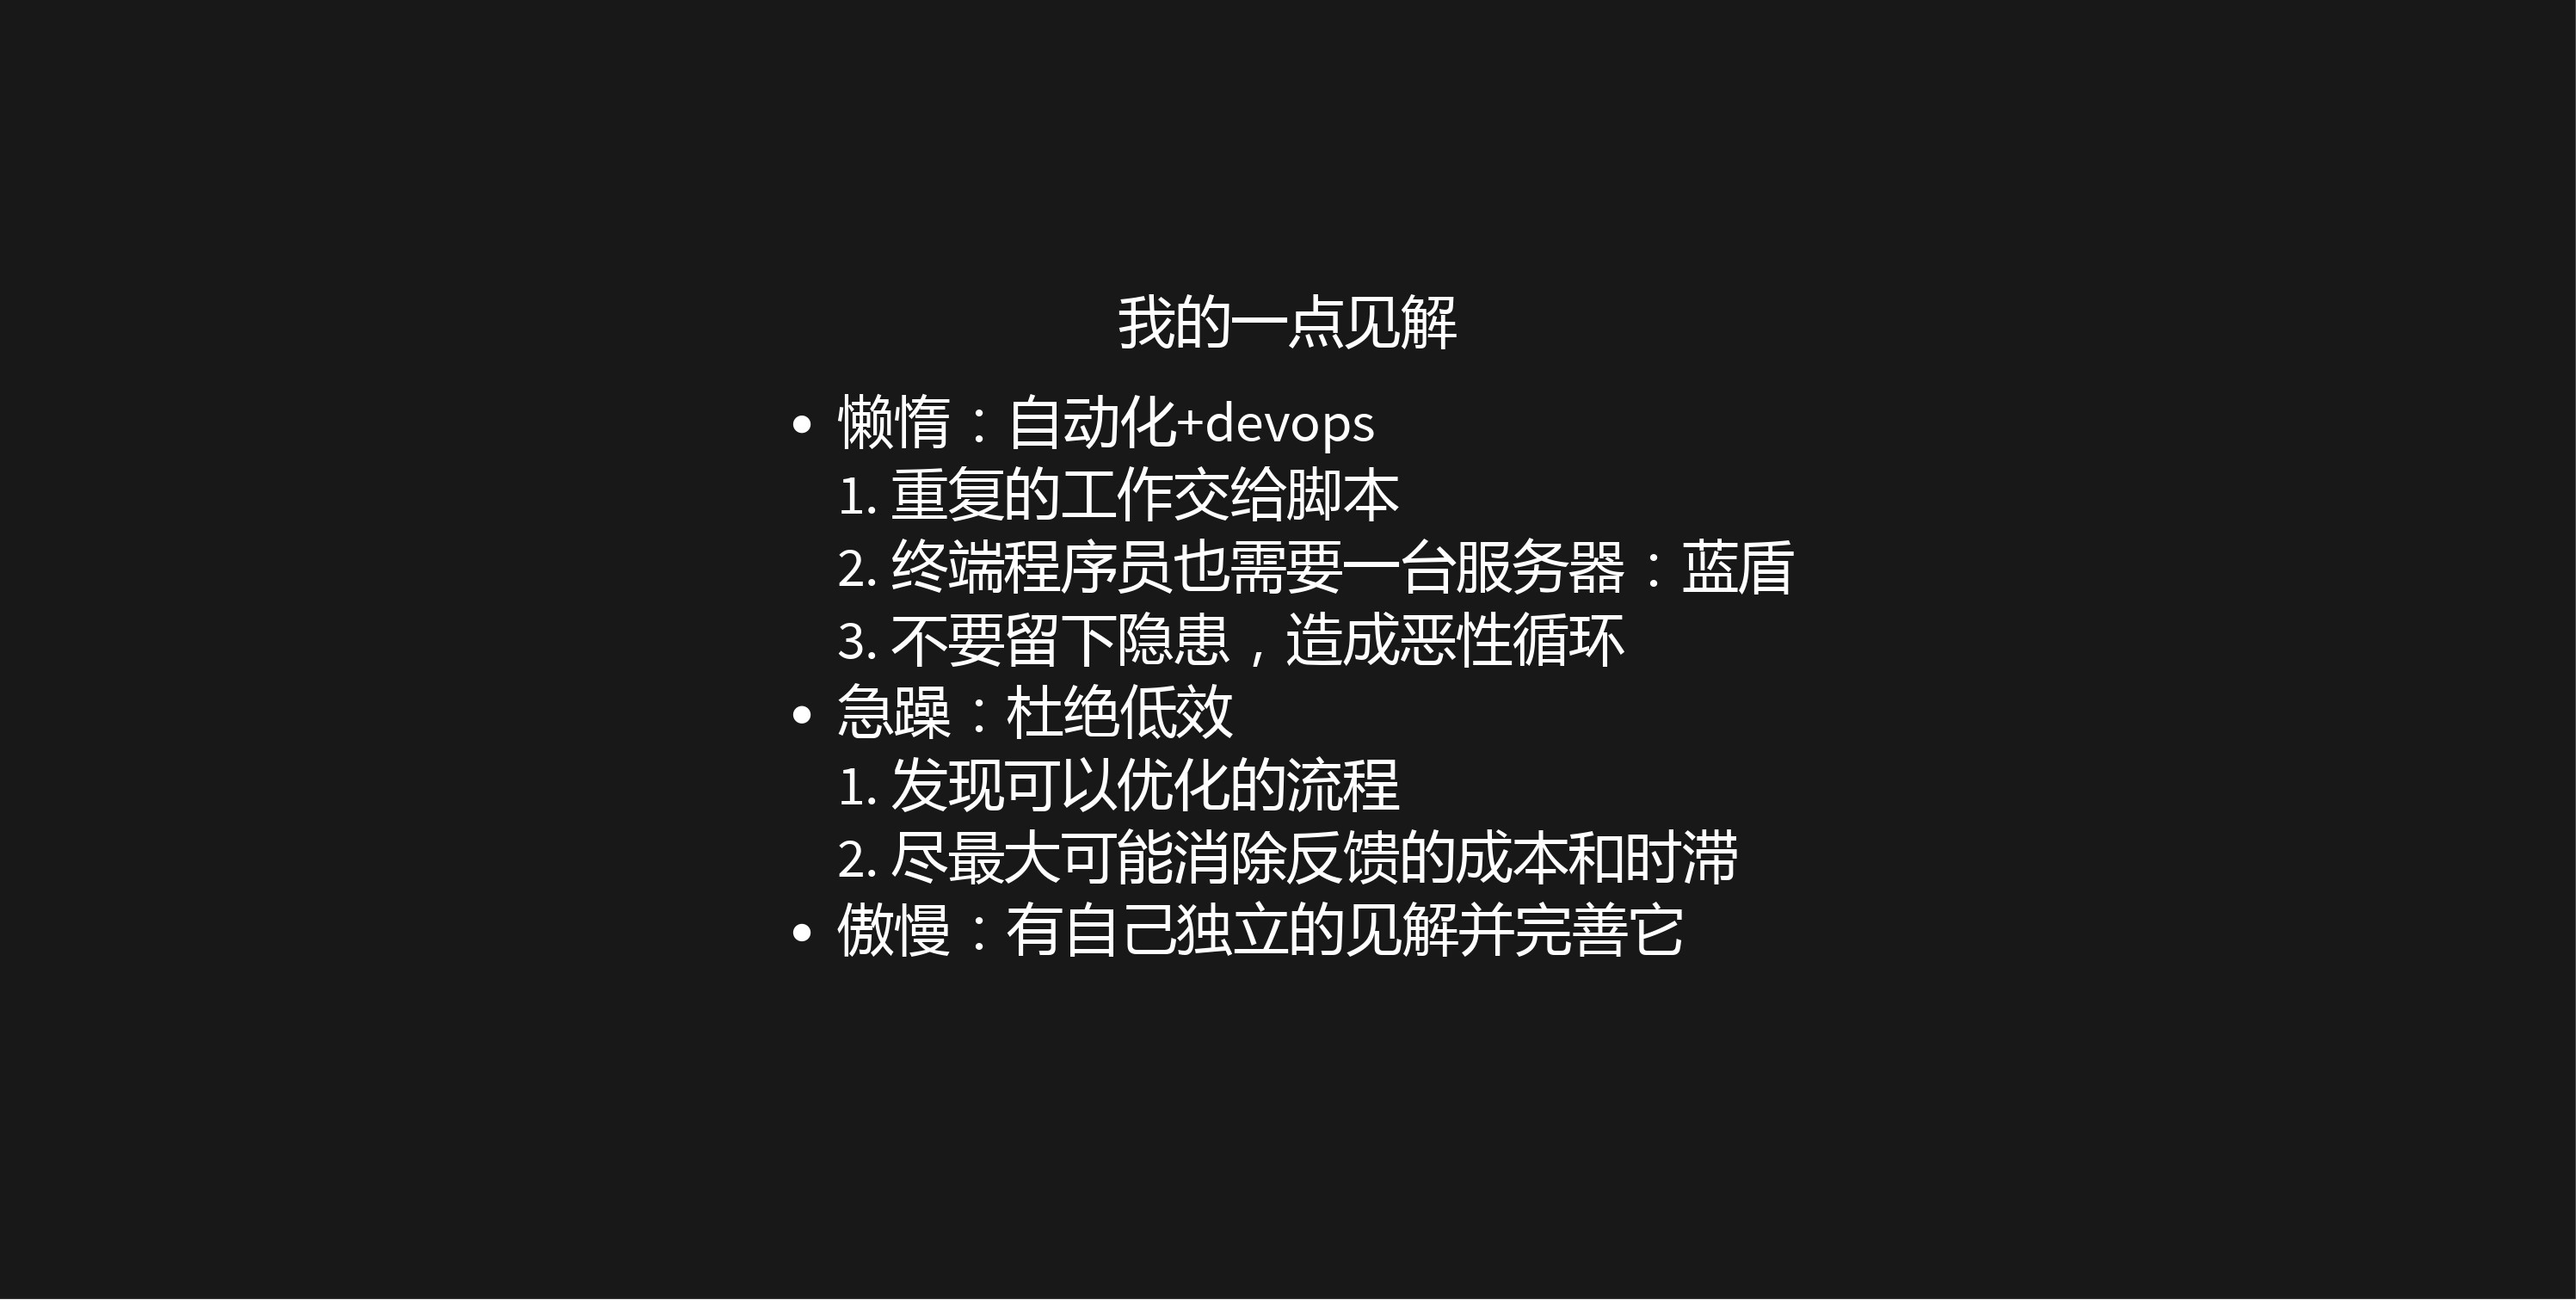 我的一点见解
• 懒惰：自动化+devops
1. 重复的工作交给脚本
2. 终端程序员也需要一台服务器：蓝盾
3. 不要留下隐患，造成恶性循环
• 急躁：杜绝低效
1. 发现可以优化的流程
2. 尽最大可能消除反馈的成本和时滞
• 傲慢：有自己独立的见解并完善它